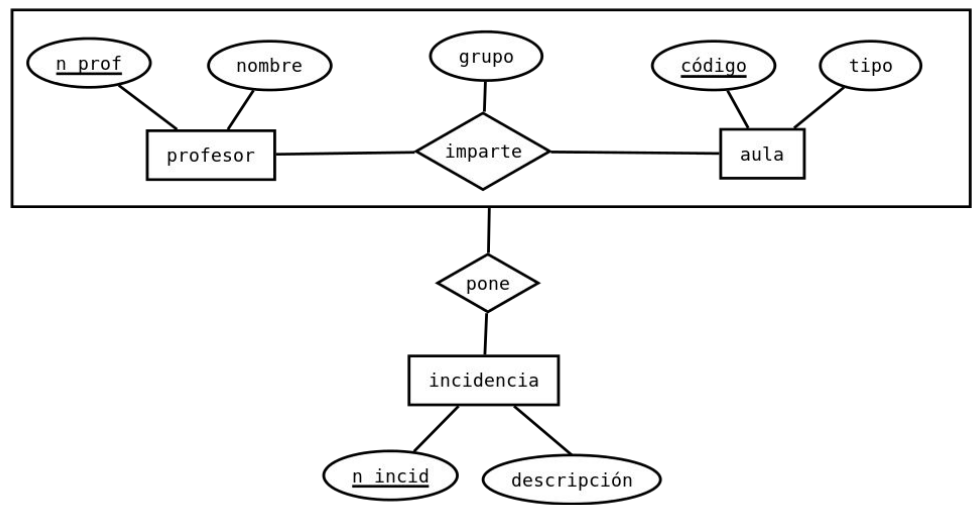 n prof
nombre
grupo
código
tipo
profesor
imparte
aula
pone
incidencia
n incid
descripción